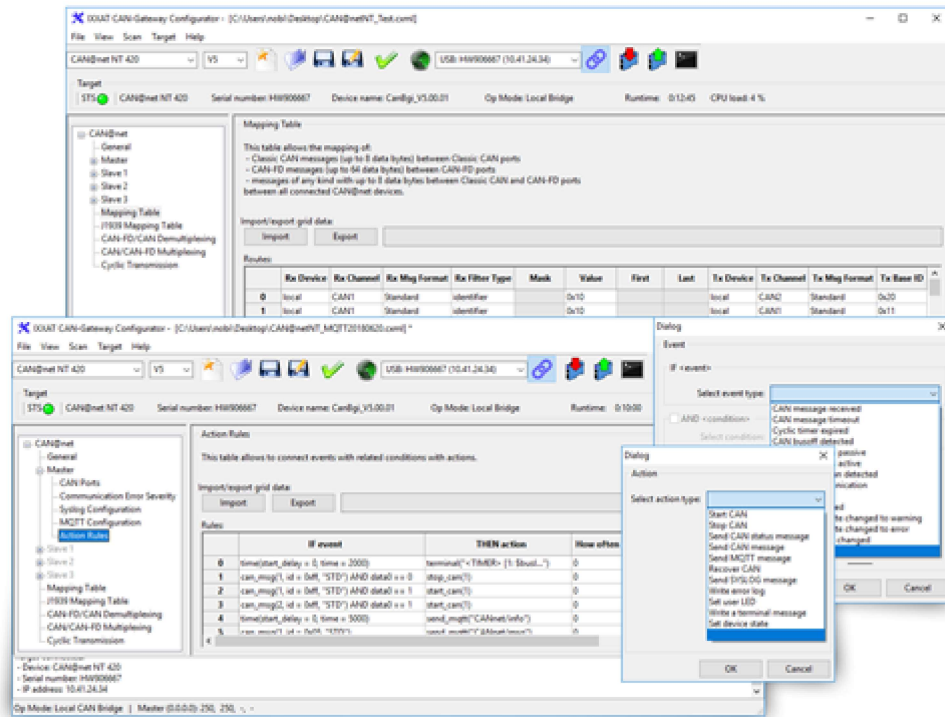 IXXAT CAN-Gateway Configurator - [C:\Users\nobl\Desktop\CAN@netNT_Test.cxml]
File View Scan Target Help
CAN@net NT 420 V5 USB: HW906667 (10.41.24.34)
Target
STS CAN@net NT 420 Serial number: HW906667 Device name: CanBgi_V5.00.01 Op Mode: Local Bridge Runtime: 0:12:45 CPU load: 4 %
CAN@net
General
Master
Slave 1
Slave 2
Slave 3
Mapping Table
J1939 Mapping Table
CAN-FD/CAN Demultiplexing
CAN/CAN-FD Multiplexing
Cyclic Transmission
Mapping Table
This table allows the mapping of:
- Classic CAN messages (up to 8 data bytes) between Classic CAN ports
- CAN-FD messages (up to 64 data bytes) between CAN-FD ports
- messages of any kind with up to 8 data bytes between Classic CAN and CAN-FD ports
between all connected CAN@net devices.
Import/export grid data:
Import Export
Routes
Rx Device Rx Channel Rx Msg Format Rx Filter Type Mask Value First Last Tx Device Tx Channel Tx Msg Format Tx Base ID
0 local CAN1 Standard identifier 0x10 local CAN2 Standard 0x20
1 local CAN1 Standard identifier 0x10 local CAN1 Standard 0x11
IXXAT CAN-Gateway Configurator - [C:\Users\nobl\Desktop\CAN@netNT_MQTT20180620.cxml] *
File View Scan Target Help
CAN@net NT 420 V5 USB: HW906667 (10.41.24.34)
Target
STS CAN@net NT 420 Serial number: HW906667 Device name: CanBgi_V5.00.01 Op Mode: Local Bridge Runtime: 0:10:00
CAN@net
General
Master
CAN Ports
Communication Error Severity
Syslog Configuration
MQTT Configuration
Action Rules
Slave 1
Slave 2
Slave 3
Mapping Table
J1939 Mapping Table
CAN-FD/CAN Demultiplexing
CAN/CAN-FD Multiplexing
Cyclic Transmission
Action Rules
This table allows to connect events with related conditions with actions.
Import/export grid data:
Import Export
Rules
IF event THEN action How often
0 time(start_delay = 0, time = 2000) terminal("<TIMER> [1: 0
1 can_msg(1, id = 0xff, "STD") AND data0 == 0 stop_can(1) 0
2 can_msg(1, id = 0xff, "STD") AND data0 == 1 start_can(1) 0
3 can_msg(2, id = 0xff, "STD") AND data0 == 1 start_can(1) 0
4 time(start_delay = 0, time = 5000) send_mqtt("CANnet/info") 0
- Device: CAN@net NT 420
- Serial number: HW906667
- IP address: 10.41.24.34
Op Mode: Local CAN Bridge | Master (0.0.0.0): 250, 250, -, -
Dialog
Event
IF <event>
Select event type:
AND <condition>
Select condition:
CAN message received
CAN message timeout
Cyclic timer expired
CAN busoff detected
passive
active
detected
te changed to warning
te changed to error
changed
OK Cancel
Dialog
Action
Select action type:
Start CAN
Stop CAN
Send CAN status message
Send CAN message
Send MQTT message
Recover CAN
Send SYSLOG message
Write error log
Set user LED
Write a terminal message
Set device state
OK Cancel